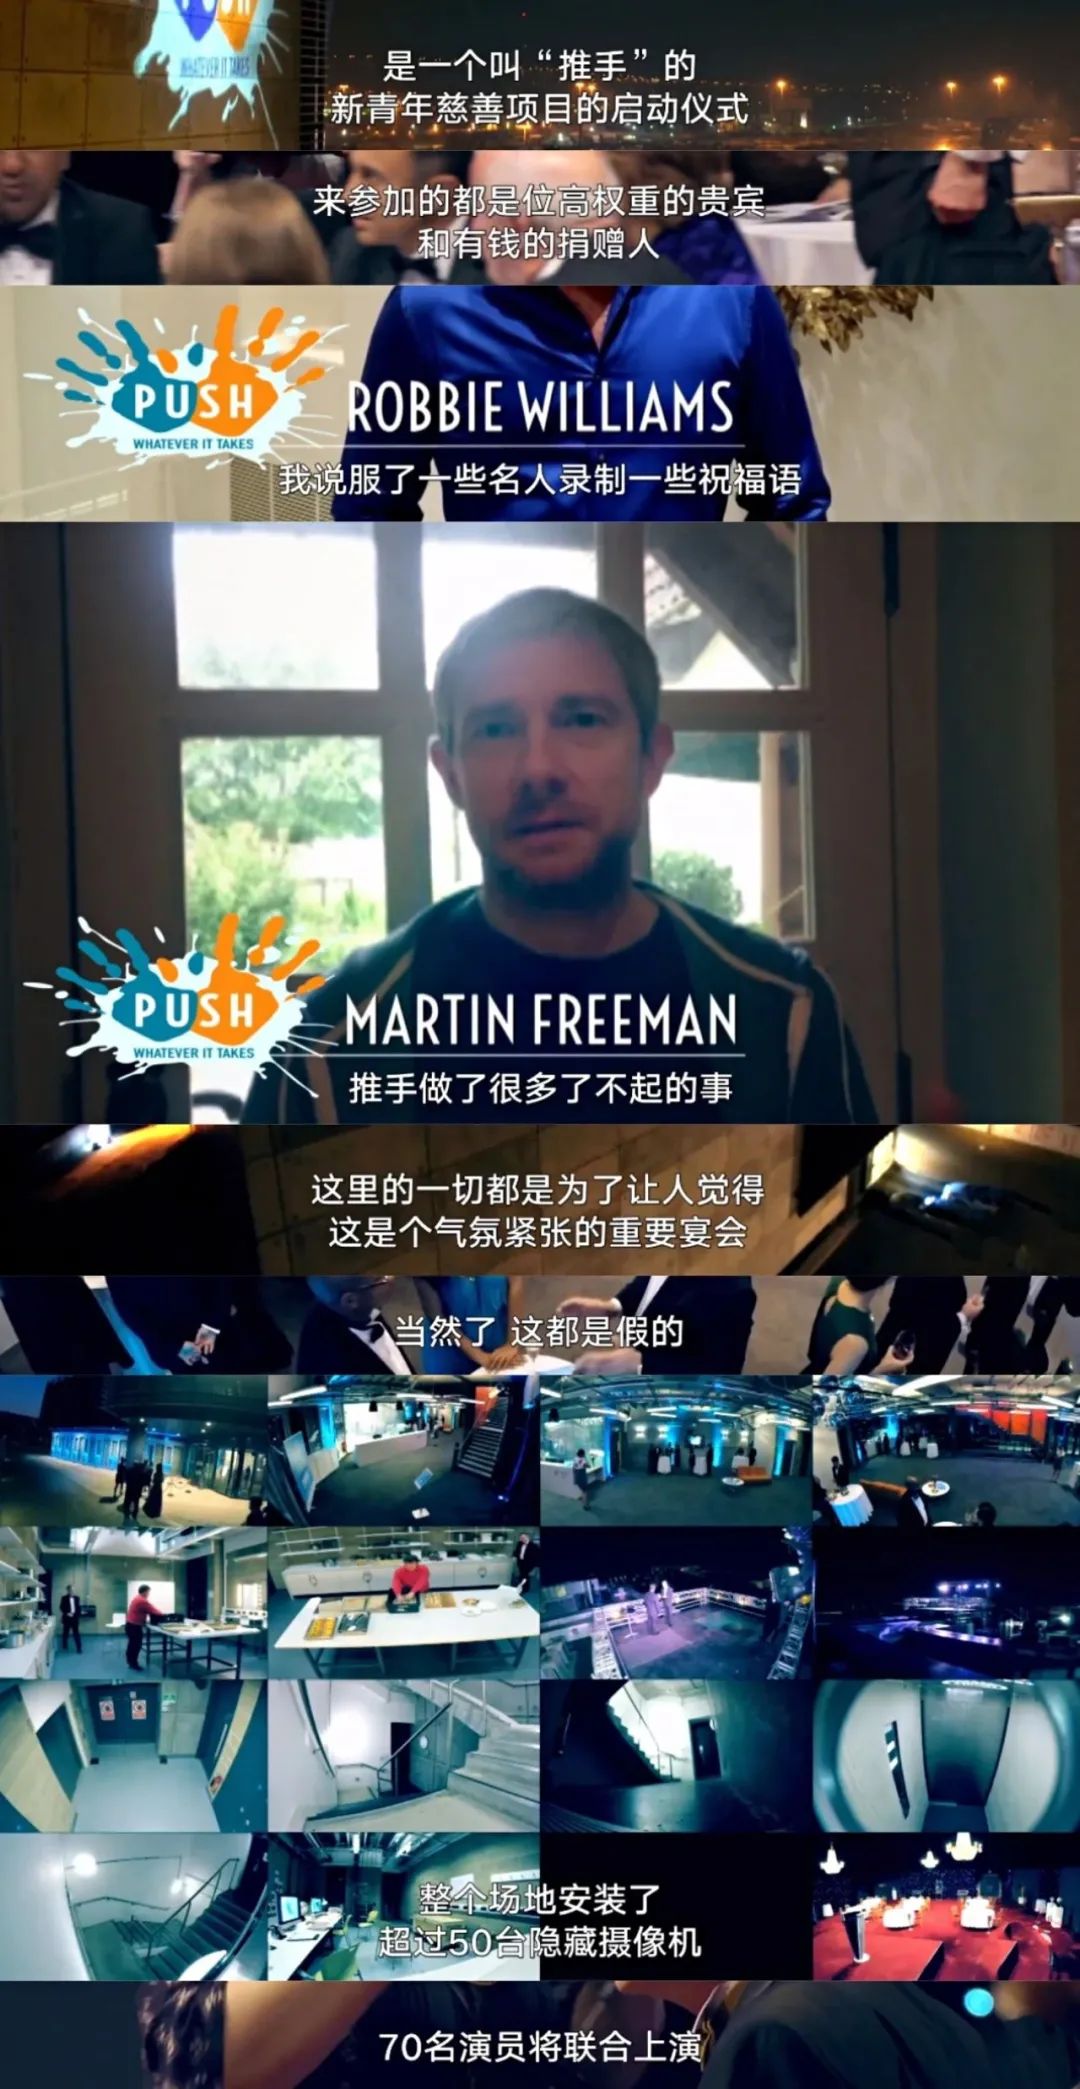 PUSH
WHATEVER IT TAKES
是一个叫“推手”的
新青年慈善项目的启动仪式
来参加的都是位高权重的贵宾
和有钱的捐赠人
PUSH
WHATEVER IT TAKES
ROBBIE WILLIAMS
我说服了一些名人录制一些祝福语
PUSH
WHATEVER IT TAKES
MARTIN FREEMAN
推手做了很多了不起的事
这里的一切都是为了让人觉得
这是个气氛紧张的重要宴会
当然了 这都是假的
整个场地安装了
超过50台隐藏摄像机
70名演员将联合上演